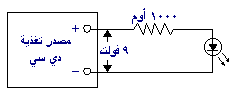 ١٠٠٠ أوم
مصدر تغذية
دي سي
+
−
٩ فولت